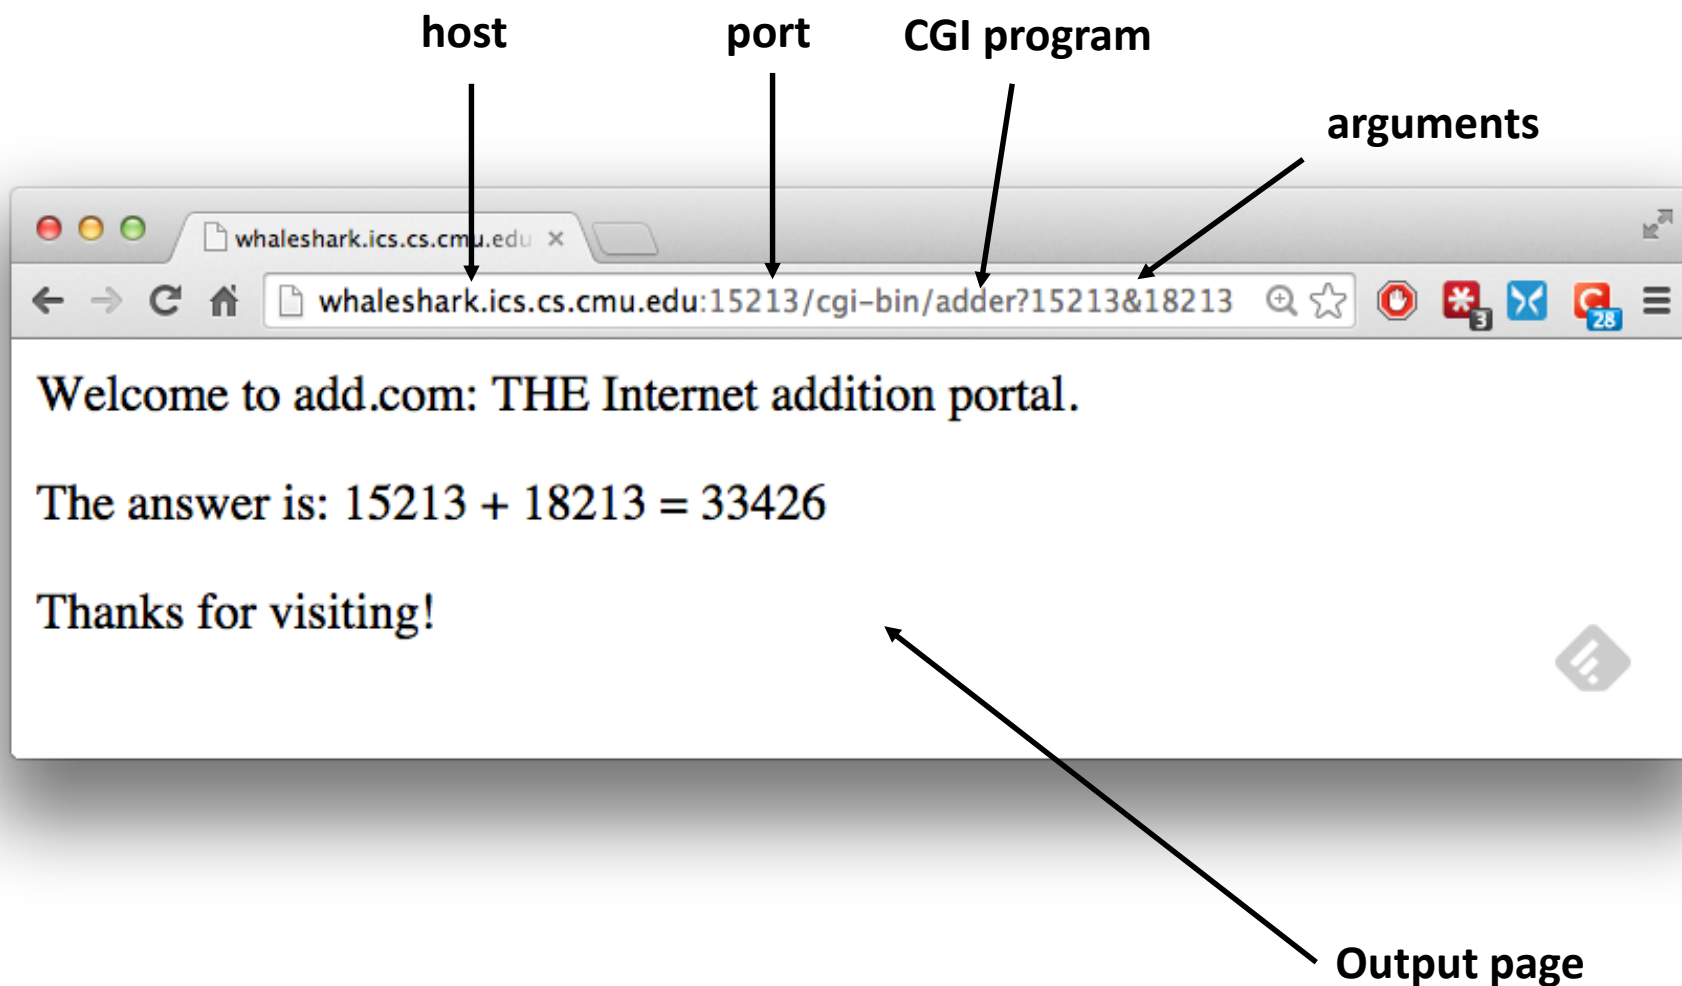 host port CGI program
arguments
whaleshark.ics.cs.cmu.edu
whaleshark.ics.cs.cmu.edu:15213/cgi-bin/adder?15213&18213
3
28
Welcome to add.com: THE Internet addition portal.
The answer is: 15213 + 18213 = 33426
Thanks for visiting!
Output page